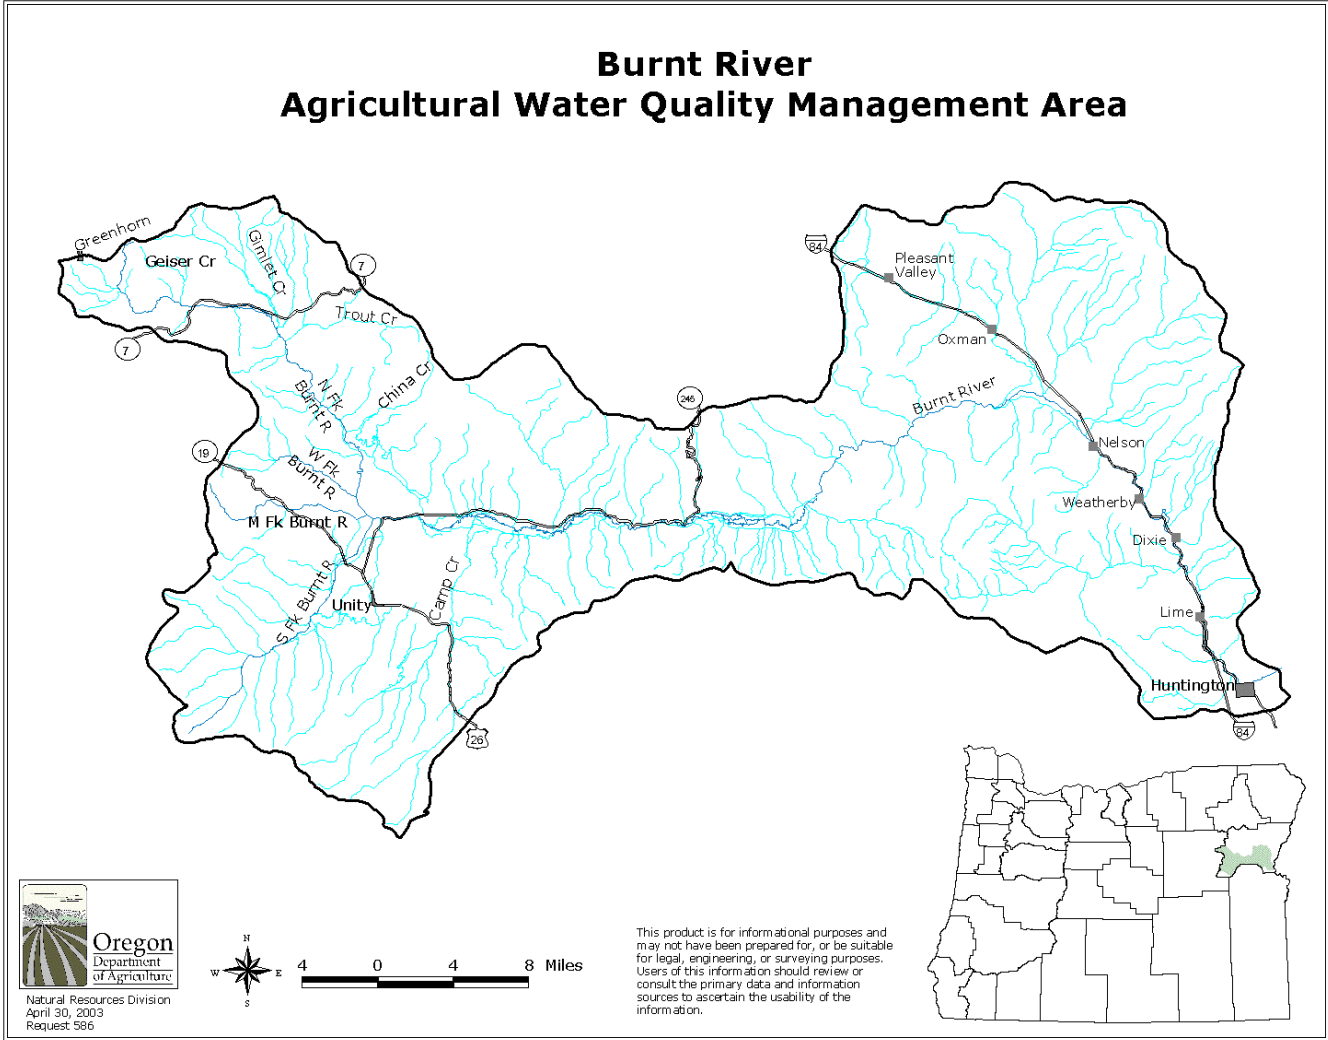 Burnt River
Agricultural Water Quality Management Area
Greenhorn
Geiser Cr
Gimlet Cr
7
Trout Cr
7
China Cr
N Fk
Burnt R
19
W Fk
Burnt R
M Fk Burnt R
S Fk Burnt R
Unity
Camp Cr
26
245
84
Pleasant
Valley
Oxman
Burnt River
Nelson
Weatherby
Dixie
Lime
Huntington
84
Oregon
Department
of Agriculture
Natural Resources Division
April 30, 2003
Request 586
N
W
E
S
4 0 4 8 Miles
This product is for informational purposes and
may not have been prepared for, or be suitable
for legal, engineering, or surveying purposes.
Users of this information should review or
consult the primary data and information
sources to ascertain the usability of the
information.